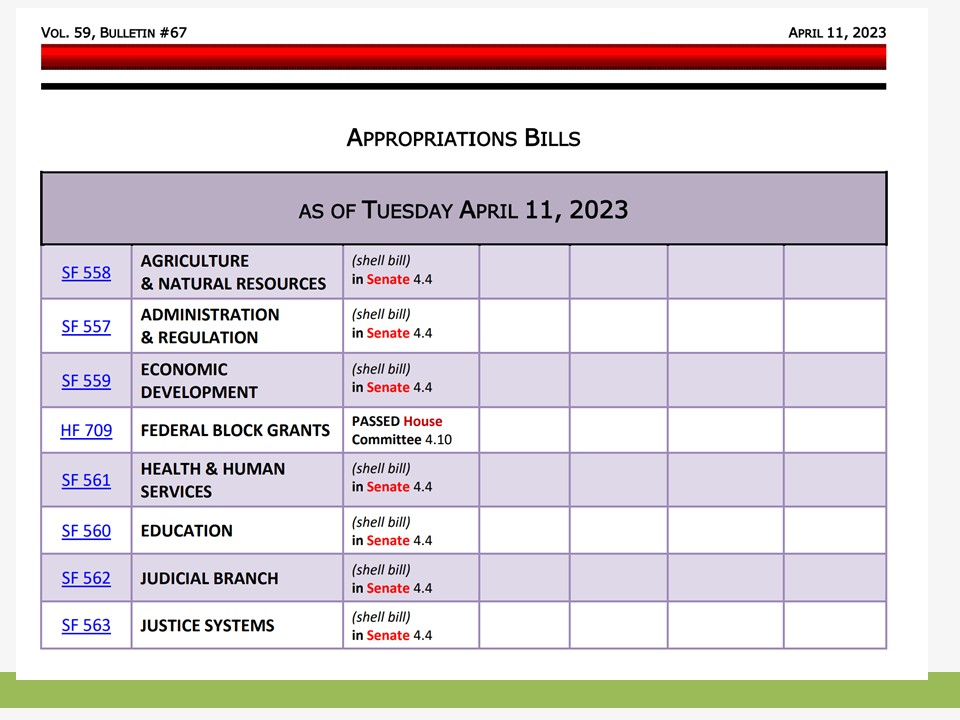 Vol. 59, Bulletin #67
April 11, 2023
Appropriations Bills
as of Tuesday April 11, 2023
SF 558
AGRICULTURE
& NATURAL RESOURCES
(shell bill)
in Senate 4.4
SF 557
ADMINISTRATION
& REGULATION
(shell bill)
in Senate 4.4
SF 559
ECONOMIC
DEVELOPMENT
(shell bill)
in Senate 4.4
HF 709
FEDERAL BLOCK GRANTS
PASSED House
Committee 4.10
SF 561
HEALTH & HUMAN
SERVICES
(shell bill)
in Senate 4.4
SF 560
EDUCATION
(shell bill)
in Senate 4.4
SF 562
JUDICIAL BRANCH
(shell bill)
in Senate 4.4
SF 563
JUSTICE SYSTEMS
(shell bill)
in Senate 4.4